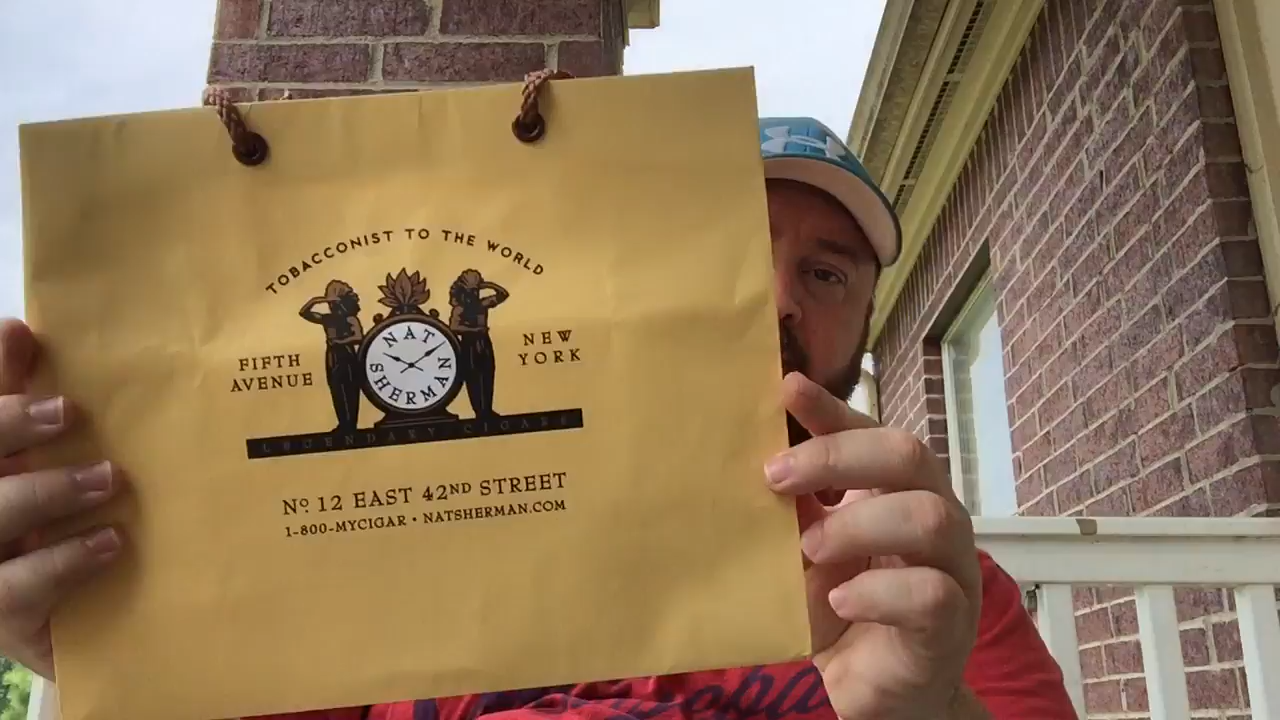 TOBACCONIST TO THE WORLD
FIFTH AVENUE
NAT SHERMAN
NEW YORK
LEGENDARY CIGARS
Nº 12 EAST 42ND STREET
1-800-MYCIGAR • NATSHERMAN.COM